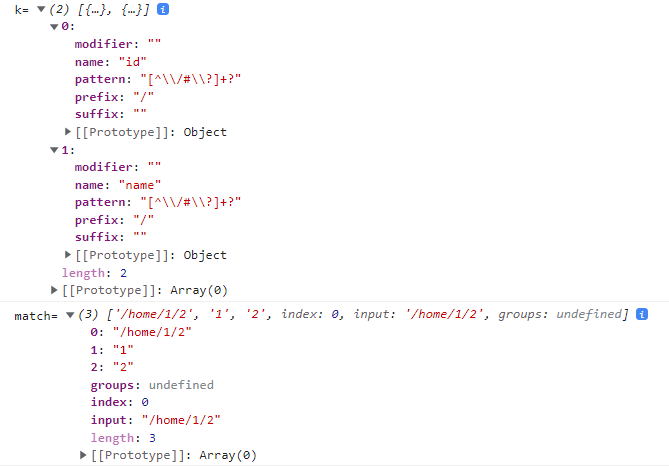 k= ▼(2) [{…}, {…}] i
▼0:
modifier: ""
name: "id"
pattern: "[^\\/#\\?]+?"
prefix: "/"
suffix: ""
▶[[Prototype]]: Object
▼1:
modifier: ""
name: "name"
pattern: "[^\\/#\\?]+?"
prefix: "/"
suffix: ""
▶[[Prototype]]: Object
length: 2
▶[[Prototype]]: Array(0)
match= ▼(3) ['/home/1/2', '1', '2', index: 0, input: '/home/1/2', groups: undefined] i
0: "/home/1/2"
1: "1"
2: "2"
groups: undefined
index: 0
input: "/home/1/2"
length: 3
▶[[Prototype]]: Array(0)